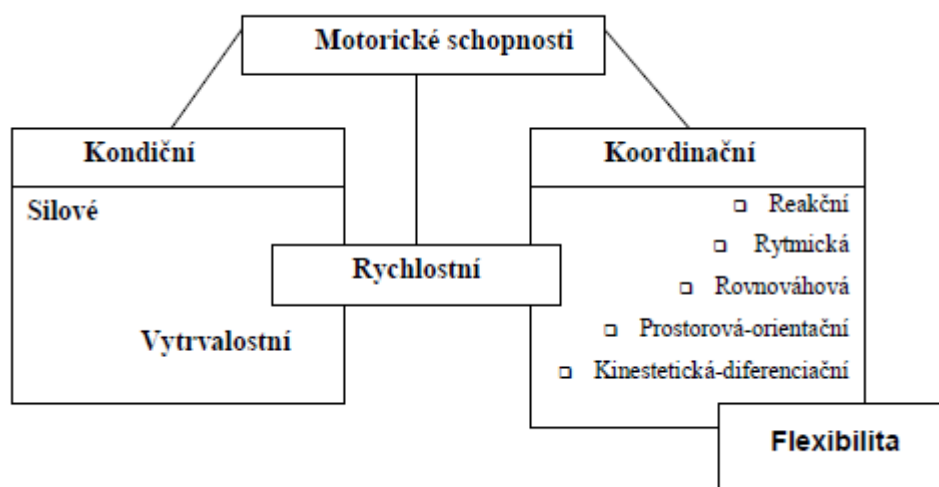 Motorické schopnosti
Kondiční
Silové
Vytrvalostní
Rychlostní
Koordinační
Reakční
Rytmická
Rovnováhová
Prostorová-orientační
Kinestetická-diferenciační
Flexibilita